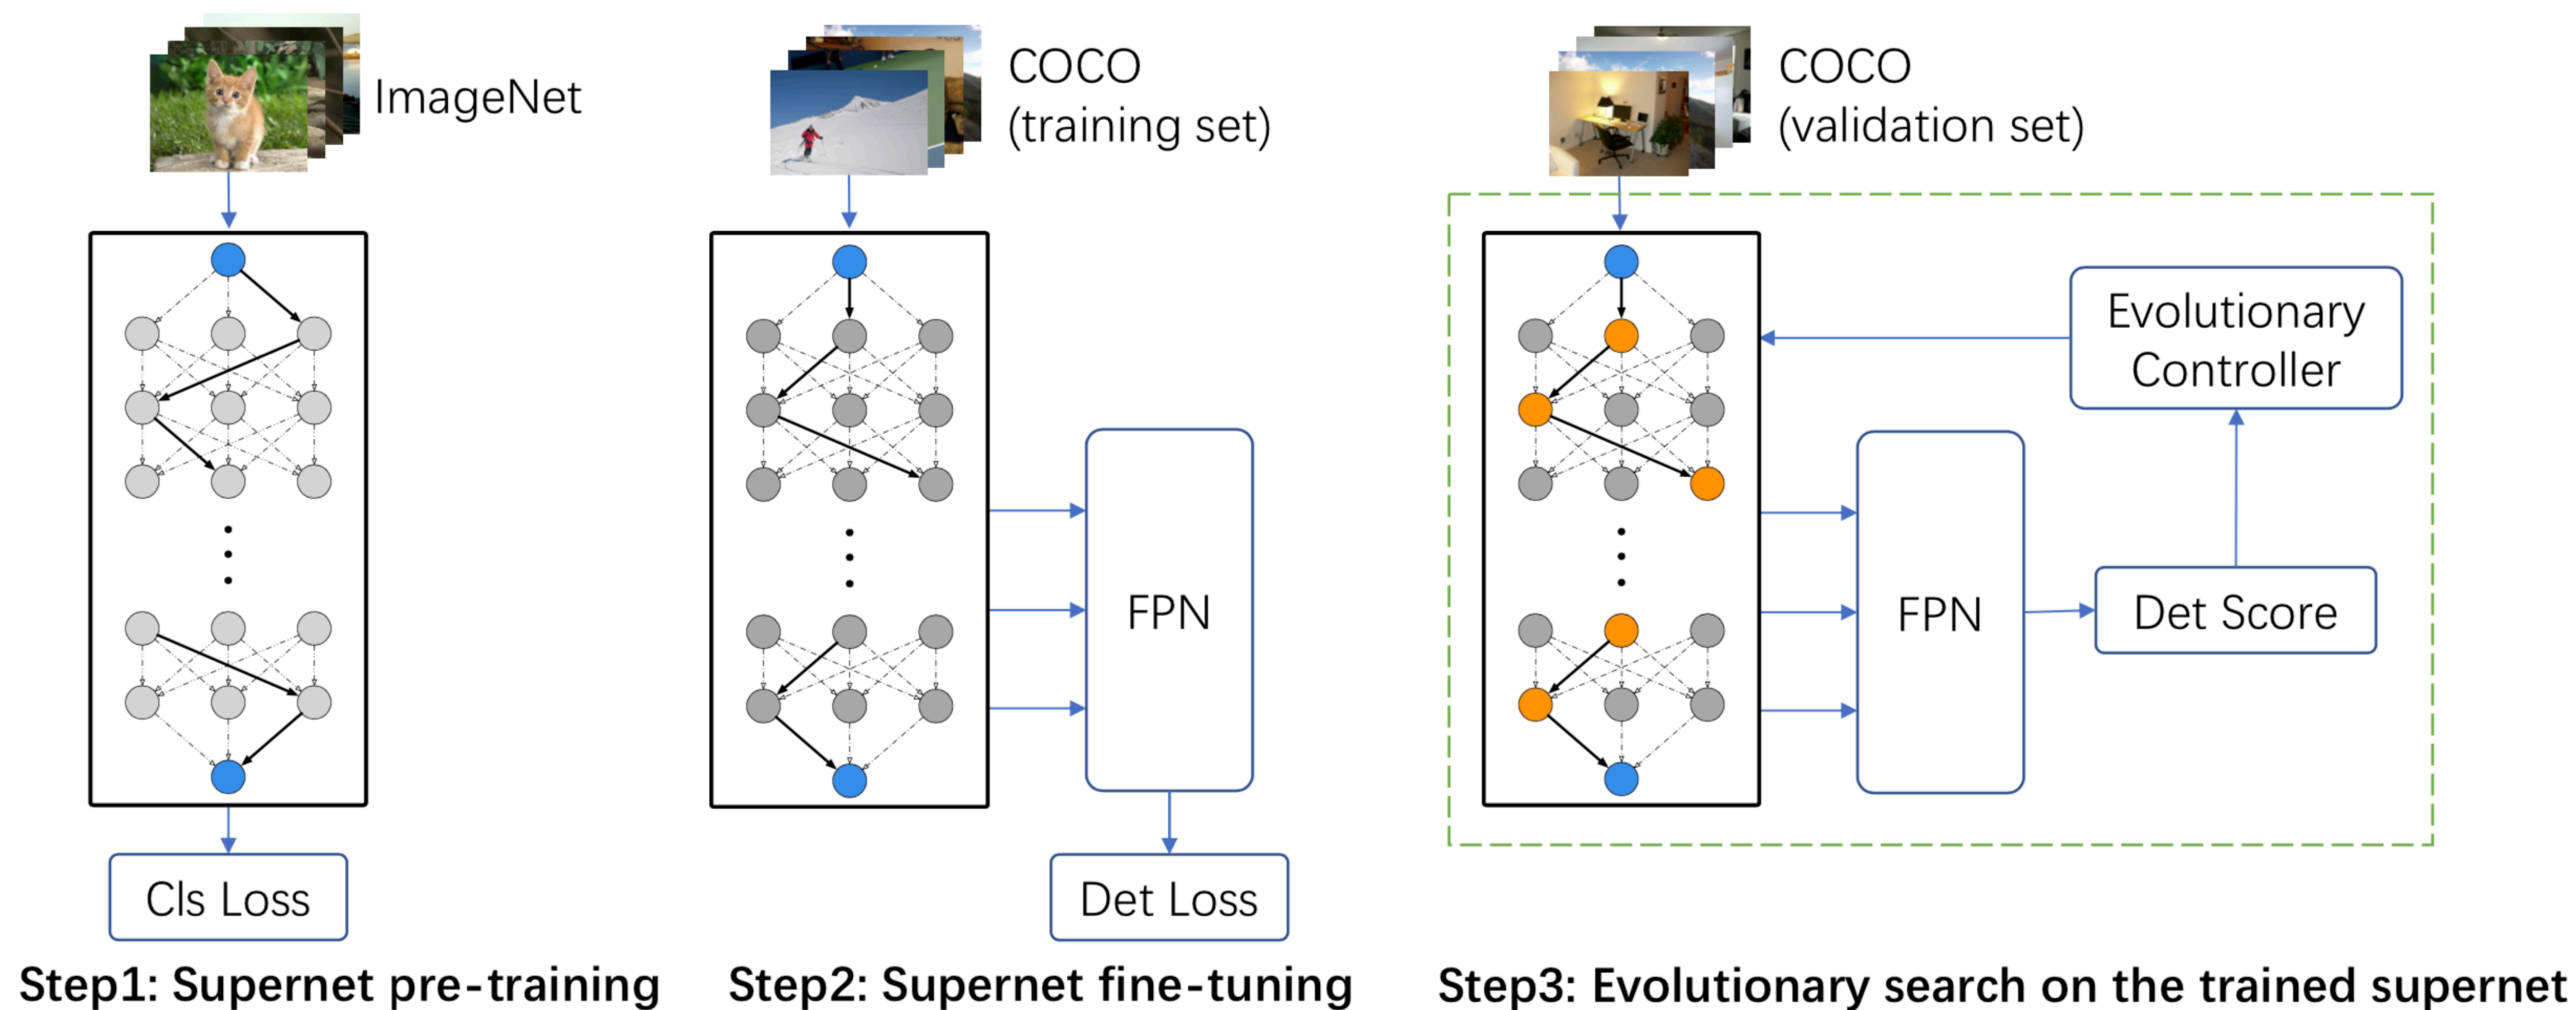 ImageNet
Cls Loss
Step1: Supernet pre-training
COCO
(training set)
FPN
Det Loss
Step2: Supernet fine-tuning
COCO
(validation set)
Evolutionary
Controller
FPN
Det Score
Step3: Evolutionary search on the trained supernet